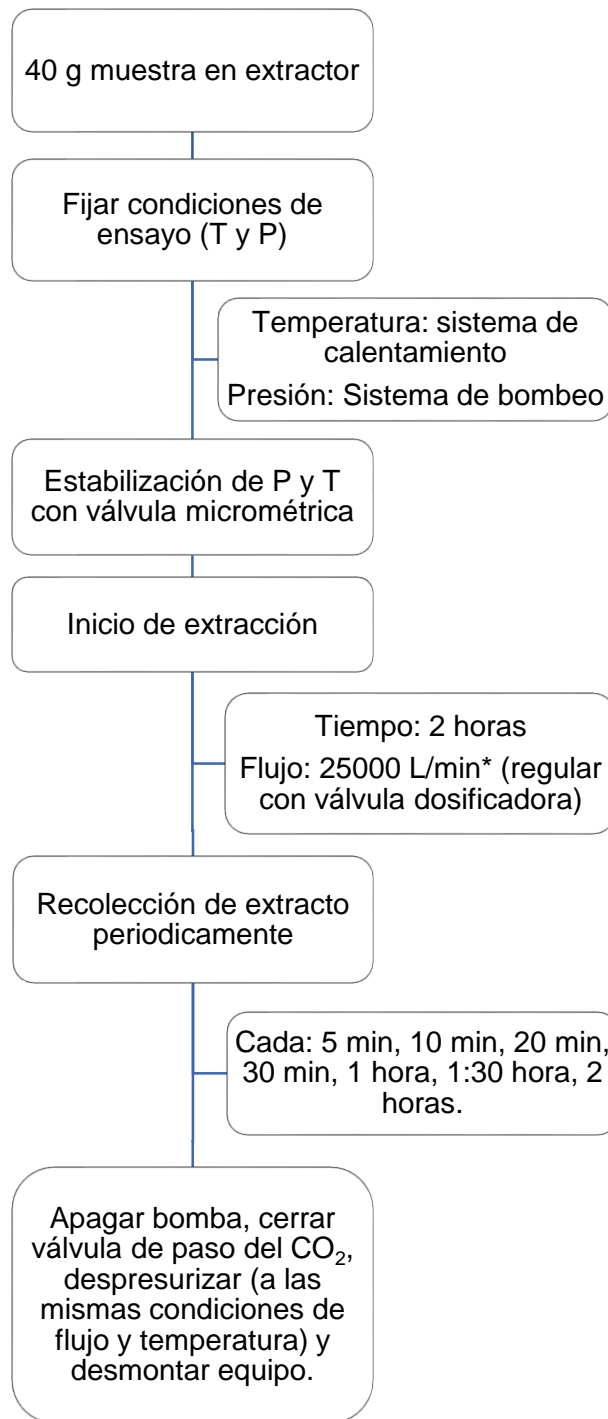 40 g muestra en extractor
Fijar condiciones de
ensayo (T y P)
Temperatura: sistema de
calentamiento
Presión: Sistema de bombeo
Estabilización de P y T
con válvula micrométrica
Inicio de extracción
Tiempo: 2 horas
Flujo: 25000 L/min* (regular
con válvula dosificadora)
Recolección de extracto
periodicamente
Cada: 5 min, 10 min, 20 min,
30 min, 1 hora, 1:30 hora, 2
horas.
Apagar bomba, cerrar
válvula de paso del CO₂,
despresurizar (a las
mismas condiciones de
flujo y temperatura) y
desmontar equipo.